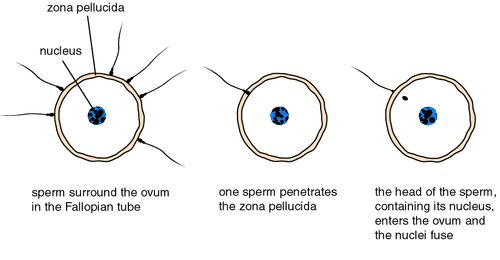 zona pellucida
nucleus
sperm surround the ovum
in the Fallopian tube
one sperm penetrates
the zona pellucida
the head of the sperm,
containing its nucleus,
enters the ovum and
the nuclei fuse